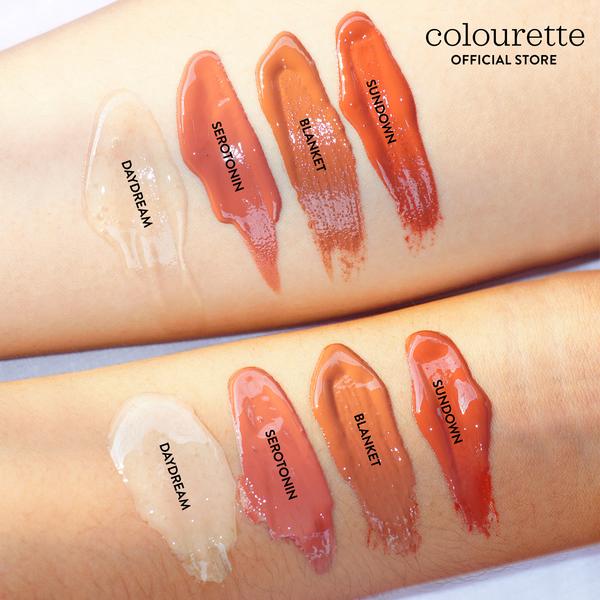 colourette
OFFICIAL STORE
DAYDREAM
SEROTONIN
BLANKET
SUNDOWN
DAYDREAM
SEROTONIN
BLANKET
SUNDOWN